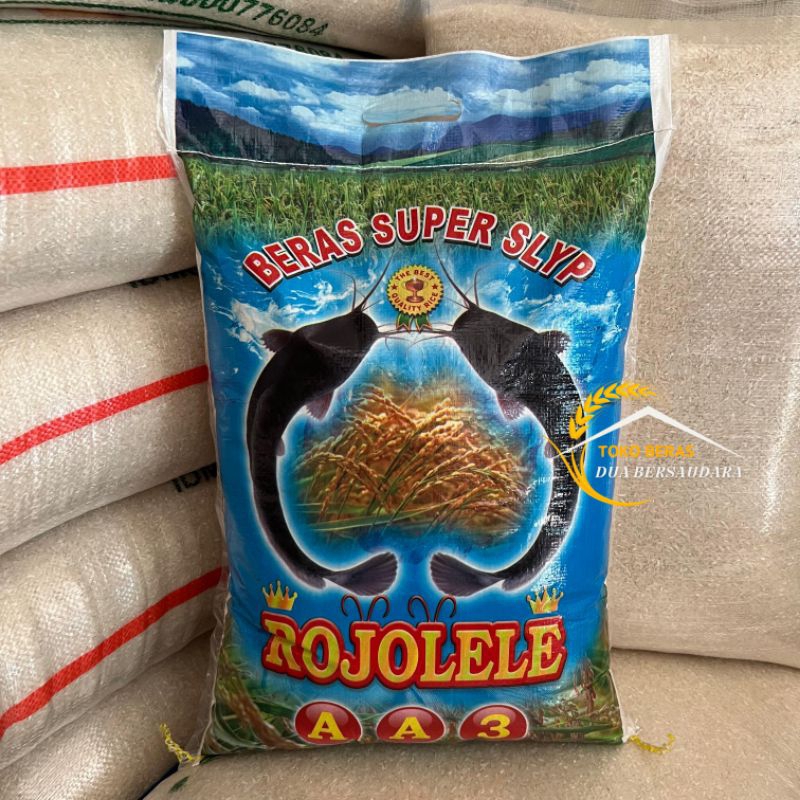 BERAS SUPER SLYP
THE BEST
QUALITY RICE
TOKO BERAS
DUA BERSAUDARA
ROJOLELE
A A 3